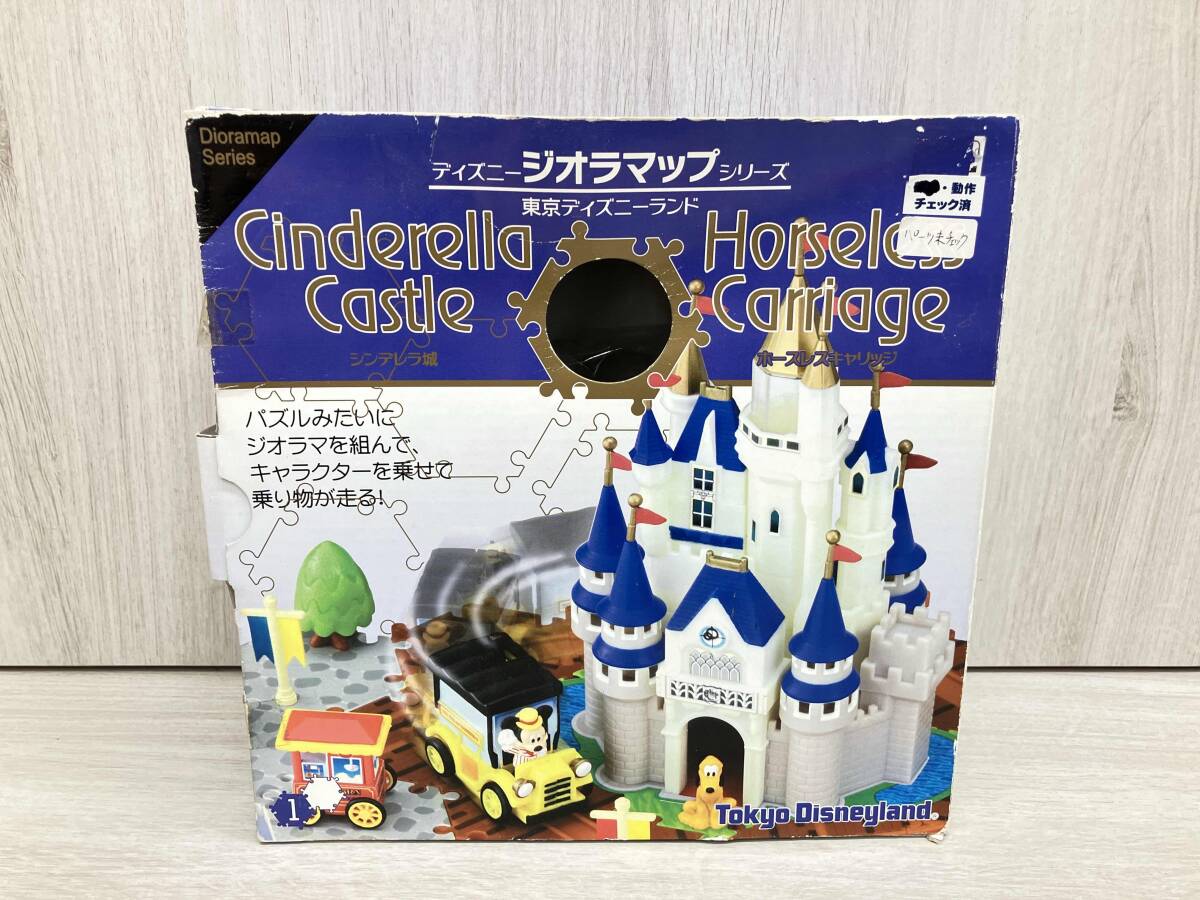 Dioramap
Series
ディズニージオラマップシリーズ
東京ディズニーランド
Cinderella
Castle
シンデレラ城
Horseless
Carriage
ホースレスキャリッジ
・動作
チェック済
パーツ未チェック
パズルみたいに
ジオラマを組んで、
キャラクターを乗せて
乗り物が走る!
1
Tokyo Disneyland®